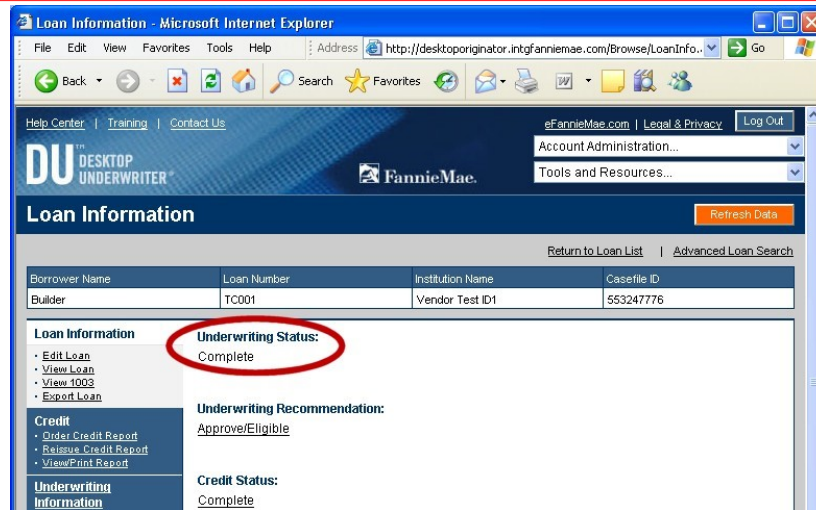 Loan Information - Microsoft Internet Explorer
File Edit View Favorites Tools Help Address http://desktoporiginator.intgfanniemae.com/Browse/LoanInfo.. Go
Back Search Favorites
Help Center | Training | Contact Us eFannieMae.com | Legal & Privacy Log Out
Account Administration...
DU™ DESKTOP UNDERWRITER® FannieMae. Tools and Resources...
Loan Information Refresh Data
Return to Loan List | Advanced Loan Search
Borrower Name Loan Number Institution Name Casefile ID
Builder TC001 Vendor Test ID1 553247776
Loan Information
· Edit Loan
· View Loan
· View 1003
· Export Loan
Credit
· Order Credit Report
· Reissue Credit Report
· View/Print Report
Underwriting
Information
Underwriting Status:
Complete
Underwriting Recommendation:
Approve/Eligible
Credit Status:
Complete